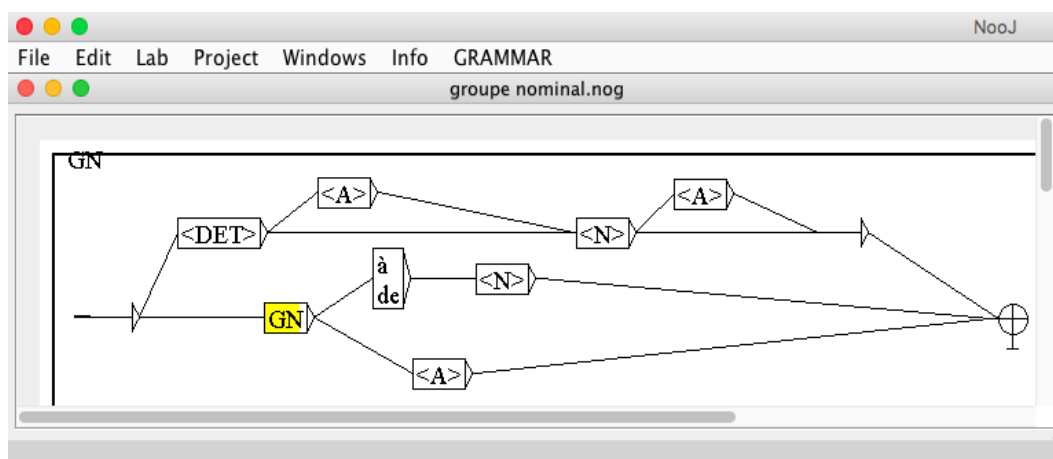 NooJ
File Edit Lab Project Windows Info GRAMMAR
groupe nominal.nog
GN
<A> <A>
<DET> <N>
à
de
<N>
GN
<A>